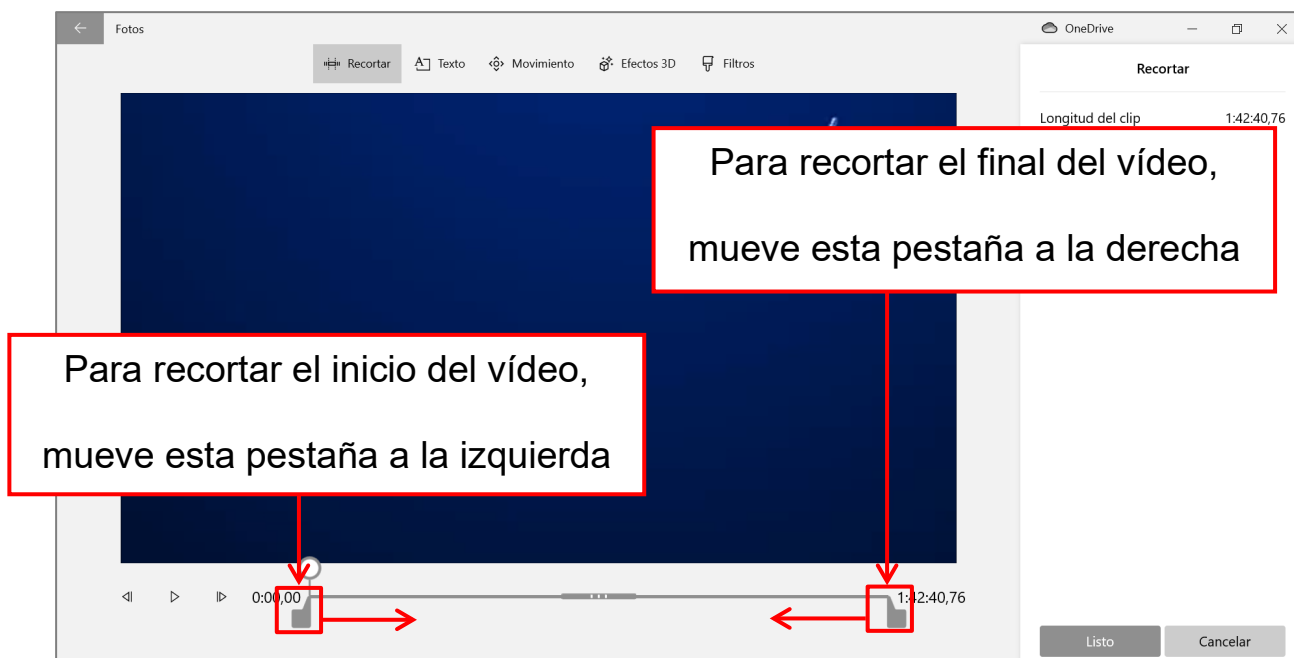 Fotos
OneDrive
Recortar Texto Movimiento Efectos 3D Filtros
Recortar
Longitud del clip 1:42:40,76
Para recortar el final del vídeo,
mueve esta pestaña a la derecha
Para recortar el inicio del vídeo,
mueve esta pestaña a la izquierda
0:00,00 1:42:40,76
Listo Cancelar